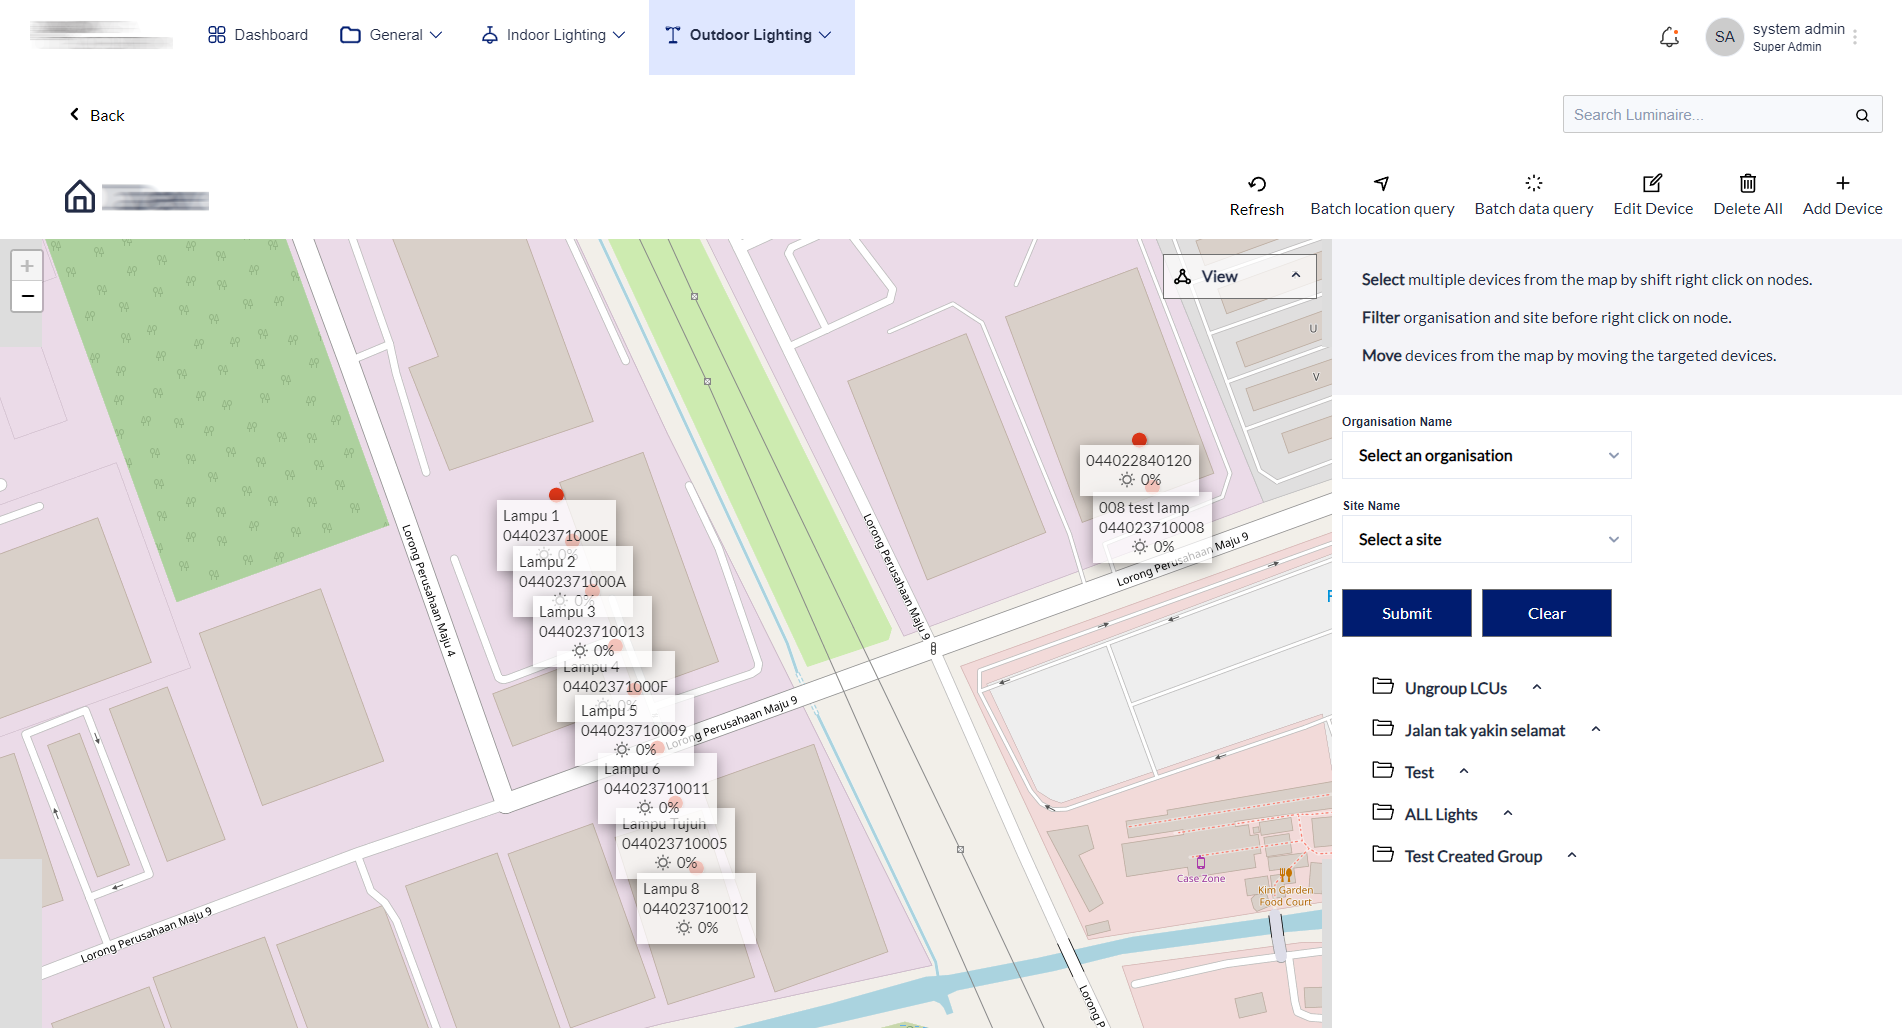 Dashboard
General
Indoor Lighting
Outdoor Lighting
SA
system admin
Super Admin
Back
Search Luminaire...
Refresh
Batch location query
Batch data query
Edit Device
Delete All
Add Device
+
−
View
Select multiple devices from the map by shift right click on nodes.
Filter organisation and site before right click on node.
Move devices from the map by moving the targeted devices.
Organisation Name
Select an organisation
Site Name
Select a site
Submit
Clear
Ungroup LCUs
Jalan tak yakin selamat
Test
ALL Lights
Test Created Group
U
V
044022840120
0%
008 test lamp
044023710008
0%
Lampu 1
04402371000E
0%
Lampu 2
04402371000A
0%
Lampu 3
044023710013
0%
Lampu 4
04402371000F
0%
Lampu 5
044023710009
0%
Lampu 6
044023710011
0%
Lampu Tujuh
044023710005
0%
Lampu 8
044023710012
0%
Lorong Perusahaan Maju 4
Lorong Perusahaan Maju 9
Lorong Perusahaan Maju 9
Lorong Perusahaan Maju 9
Lorong Perusahaan Maju 9
Lorong P
Case Zone
Kim Garden
Food Court